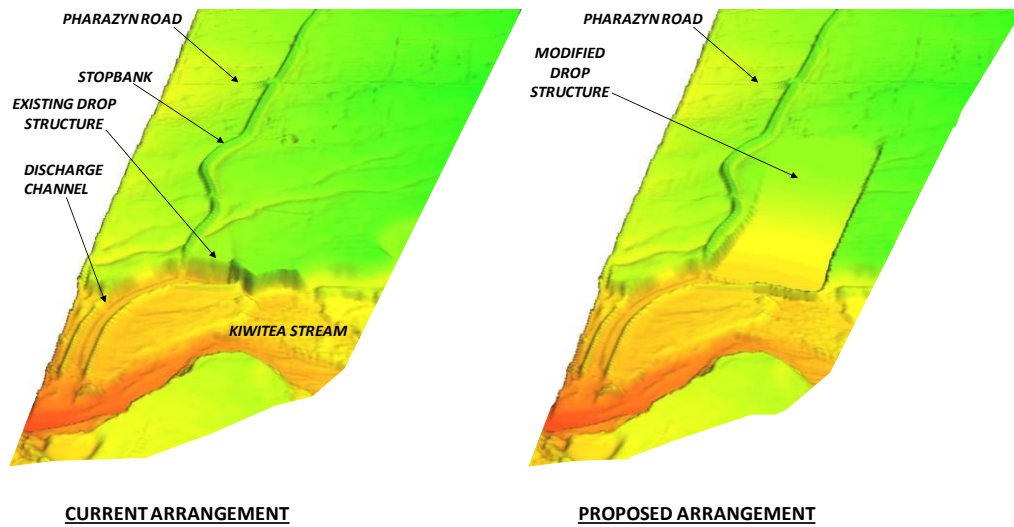 PHARAZYN ROAD
STOPBANK
EXISTING DROP
STRUCTURE
DISCHARGE
CHANNEL
KIWITEA STREAM
CURRENT ARRANGEMENT
PHARAZYN ROAD
MODIFIED
DROP
STRUCTURE
PROPOSED ARRANGEMENT